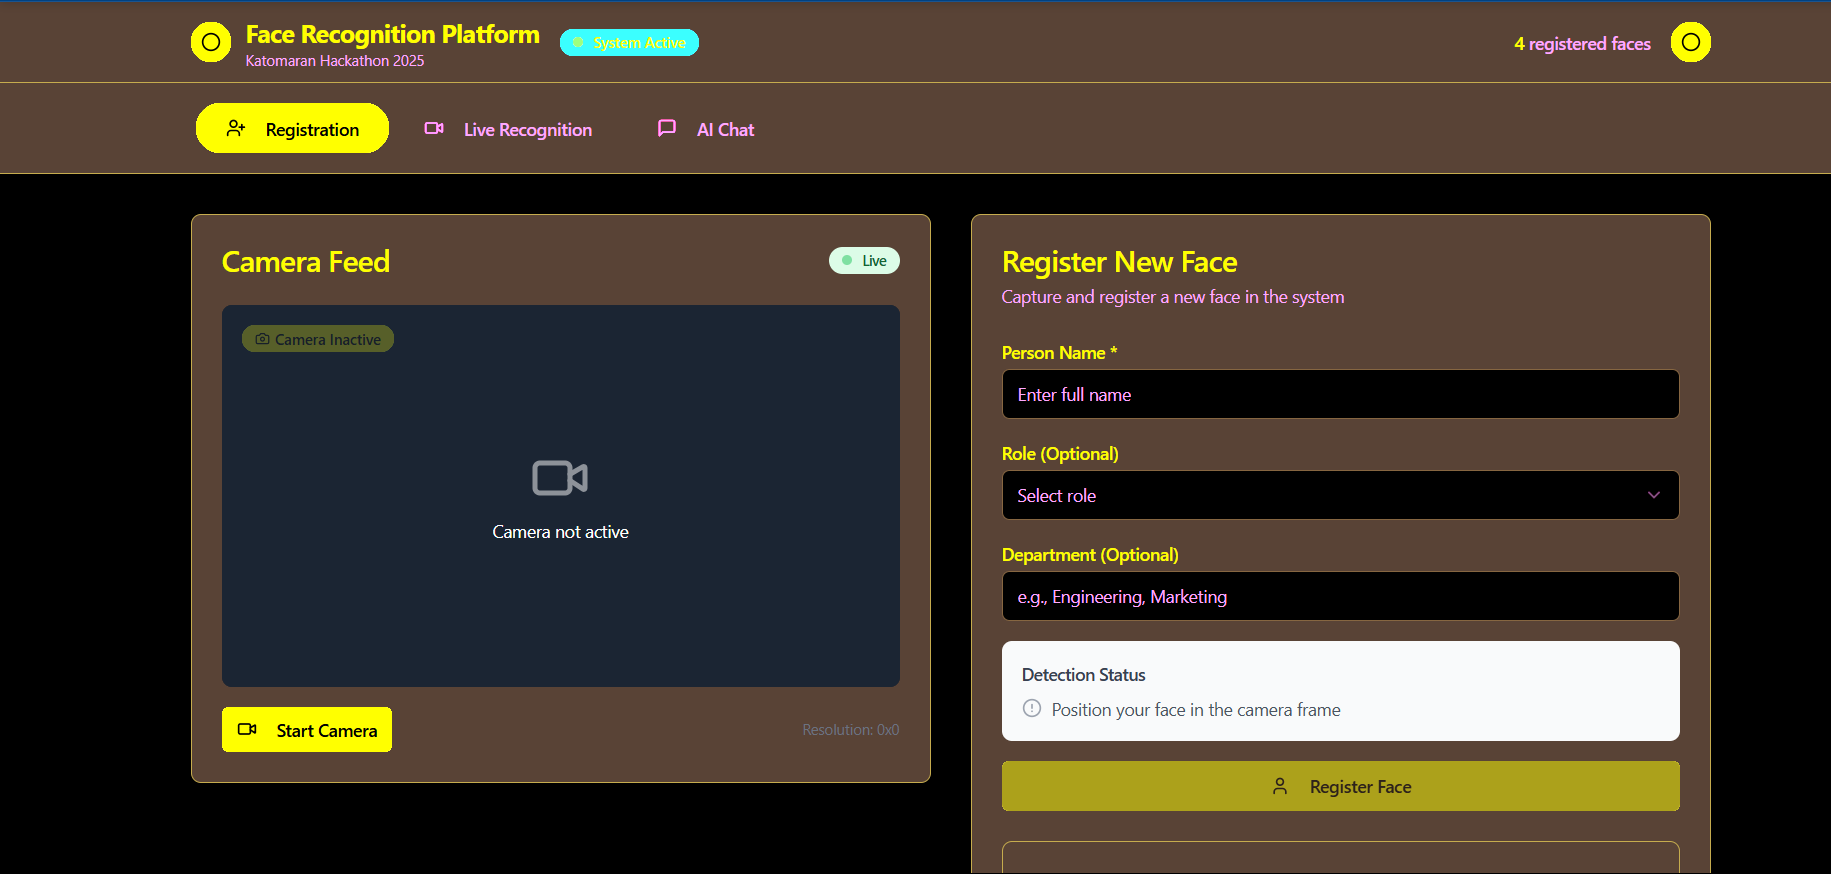 Face Recognition Platform
Katomaran Hackathon 2025
System Active
4 registered faces
Registration
Live Recognition
AI Chat
Camera Feed
Live
Camera Inactive
Camera not active
Start Camera
Resolution: 0x0
Register New Face
Capture and register a new face in the system
Person Name *
Enter full name
Role (Optional)
Select role
Department (Optional)
e.g., Engineering, Marketing
Detection Status
Position your face in the camera frame
Register Face